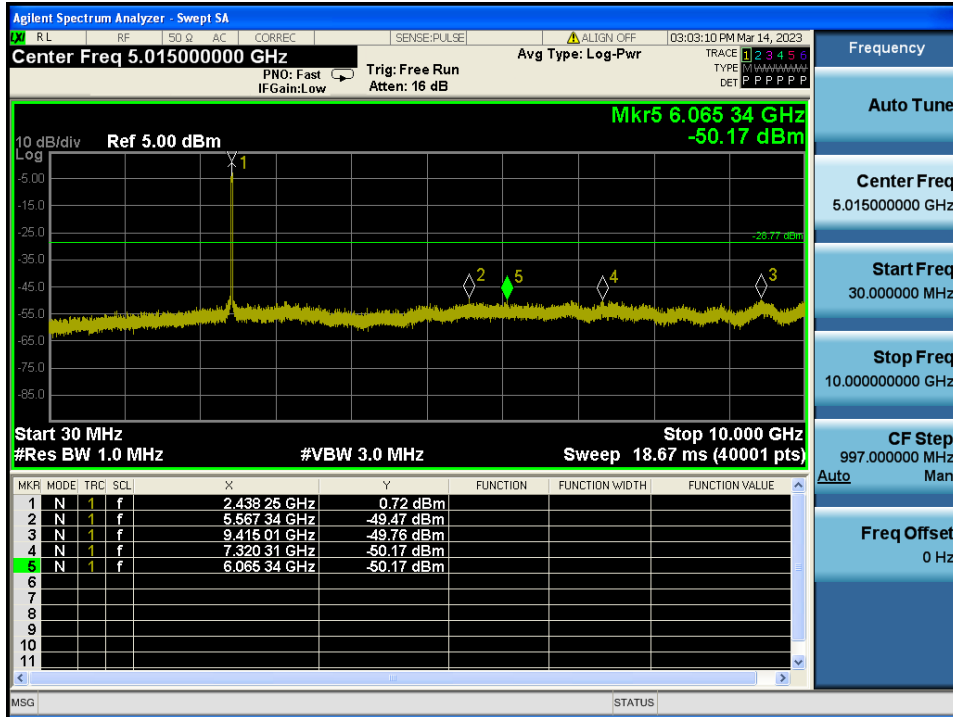 Agilent Spectrum Analyzer - Swept SA
LXI RL RF 50 Ω AC CORREC SENSE:PULSE ALIGN OFF 03:03:10 PM Mar 14, 2023
Center Freq 5.015000000 GHz
PNO: Fast
IFGain:Low
Trig: Free Run
Atten: 16 dB
Avg Type: Log-Pwr
TRACE 1 2 3 4 5 6
TYPE
DET P P P P P P
Mkr5 6.065 34 GHz
-50.17 dBm
10 dB/div Ref 5.00 dBm
Log
1
-5.00
-15.0
-25.0
-28.77 dBm
-35.0
2 5 4 3
-45.0
-55.0
-65.0
-75.0
-85.0
Start 30 MHz Stop 10.000 GHz
#Res BW 1.0 MHz #VBW 3.0 MHz Sweep 18.67 ms (40001 pts)
MKR MODE TRC SCL X Y FUNCTION FUNCTION WIDTH FUNCTION VALUE
1 N 1 f 2.438 25 GHz 0.72 dBm
2 N 1 f 5.567 34 GHz -49.47 dBm
3 N 1 f 9.415 01 GHz -49.76 dBm
4 N 1 f 7.320 31 GHz -50.17 dBm
5 N 1 f 6.065 34 GHz -50.17 dBm
6
7
8
9
10
11
MSG STATUS
Frequency
Auto Tune
Center Freq
5.015000000 GHz
Start Freq
30.000000 MHz
Stop Freq
10.000000000 GHz
CF Step
997.000000 MHz
Auto Man
Freq Offset
0 Hz